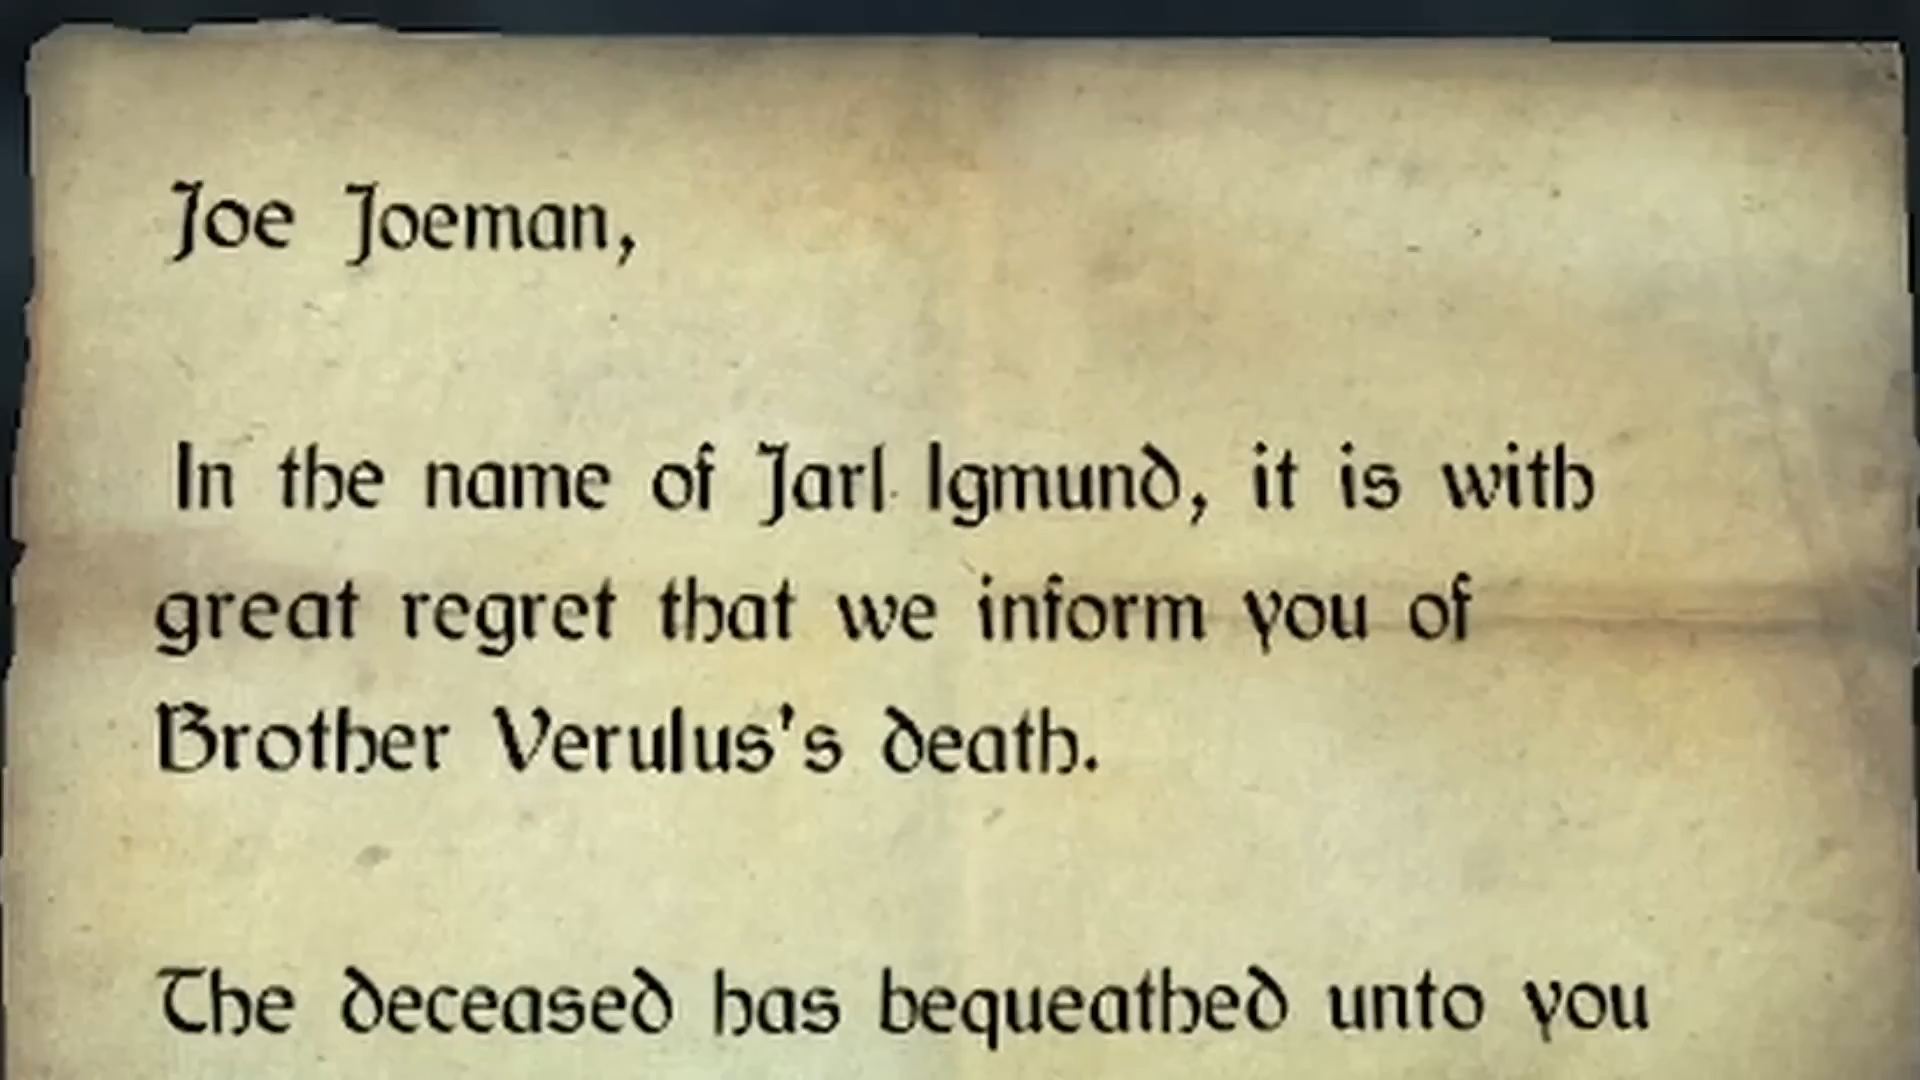 Joe Joeman,
In the name of Jarl Igmund, it is with
great regret that we inform you of
Brother Verulus's death.
The deceased has bequeathed unto you